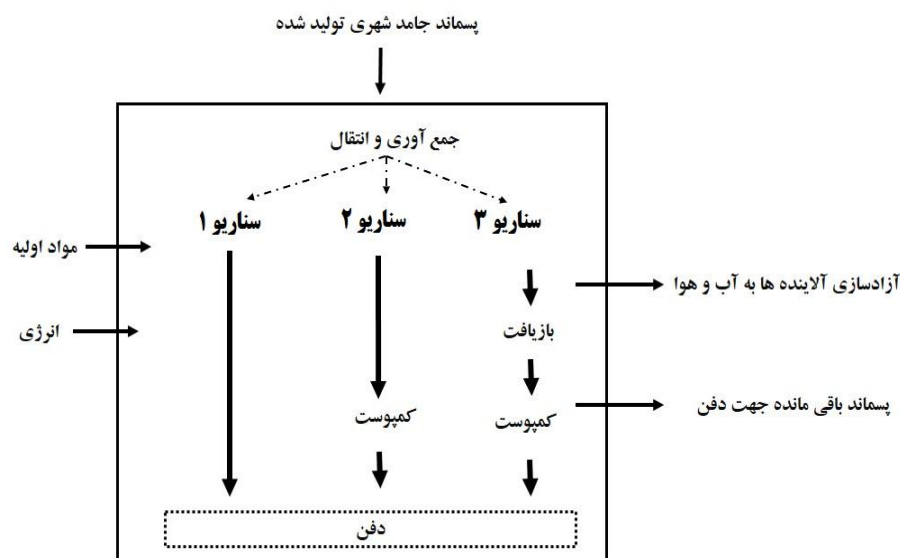 پسماند جامد شهری تولید شده
جمع آوری و انتقال
سناریو ۳
سناریو ۲
سناریو ۱
مواد اولیه
آزادسازی آلاینده ها به آب و هوا
انرژی
بازیافت
پسماند باقی مانده جهت دفن
کمپوست
کمپوست
دفن